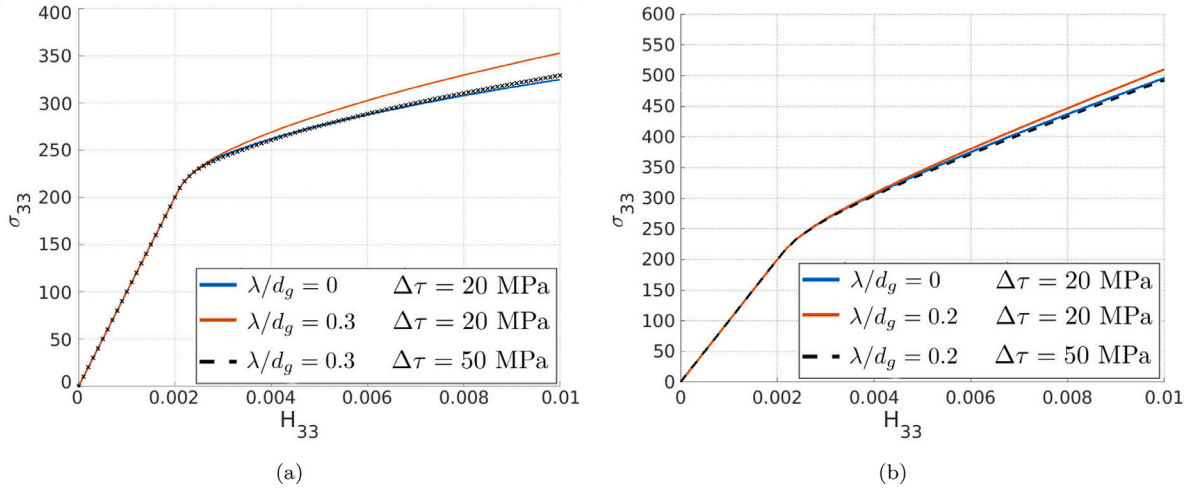 400
350
300
250
200
150
100
50
0
σ33
0 0.002 0.004 0.006 0.008 0.01
H33
λ/dg = 0 Δτ = 20 MPa
λ/dg = 0.3 Δτ = 20 MPa
λ/dg = 0.3 Δτ = 50 MPa
(a)
600
550
500
450
400
350
300
250
200
150
100
50
0
σ33
0 0.002 0.004 0.006 0.008 0.01
H33
λ/dg = 0 Δτ = 20 MPa
λ/dg = 0.2 Δτ = 20 MPa
λ/dg = 0.2 Δτ = 50 MPa
(b)